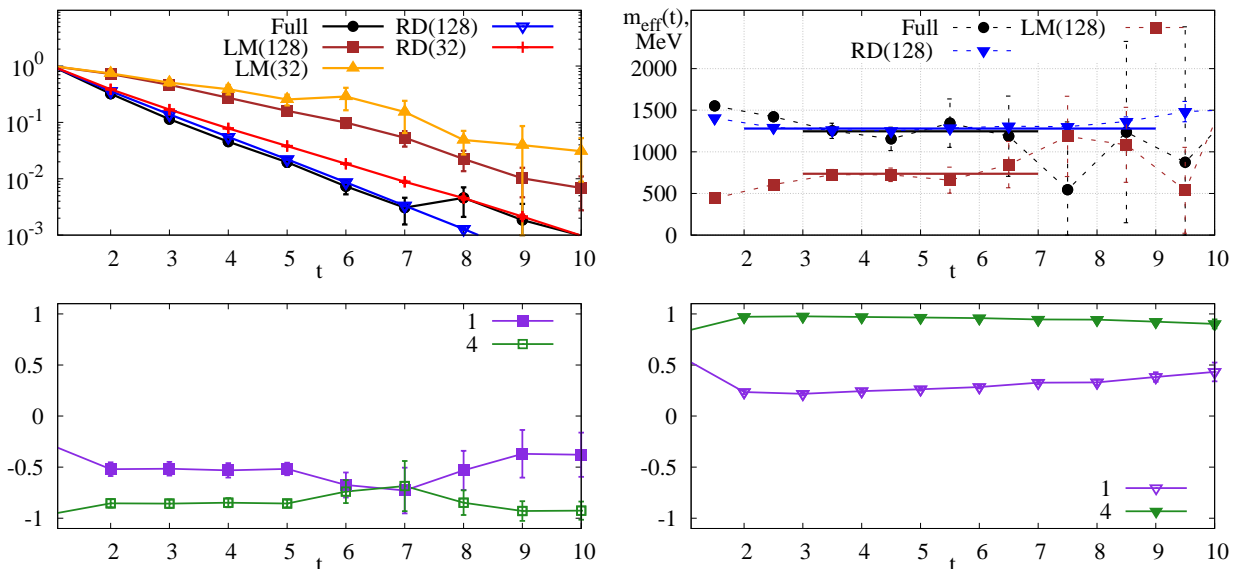 Full
RD(128)
LM(128)
RD(32)
LM(32)
10^0
10^-1
10^-2
10^-3
2 3 4 5 6 7 8 9 10
t
m_eff(t),
MeV
Full
LM(128)
RD(128)
2500
2000
1500
1000
500
0
2 3 4 5 6 7 8 9 10
t
1
0.5
0
-0.5
-1
1
4
2 3 4 5 6 7 8 9 10
t
1
0.5
0
-0.5
-1
1
4
2 3 4 5 6 7 8 9 10
t